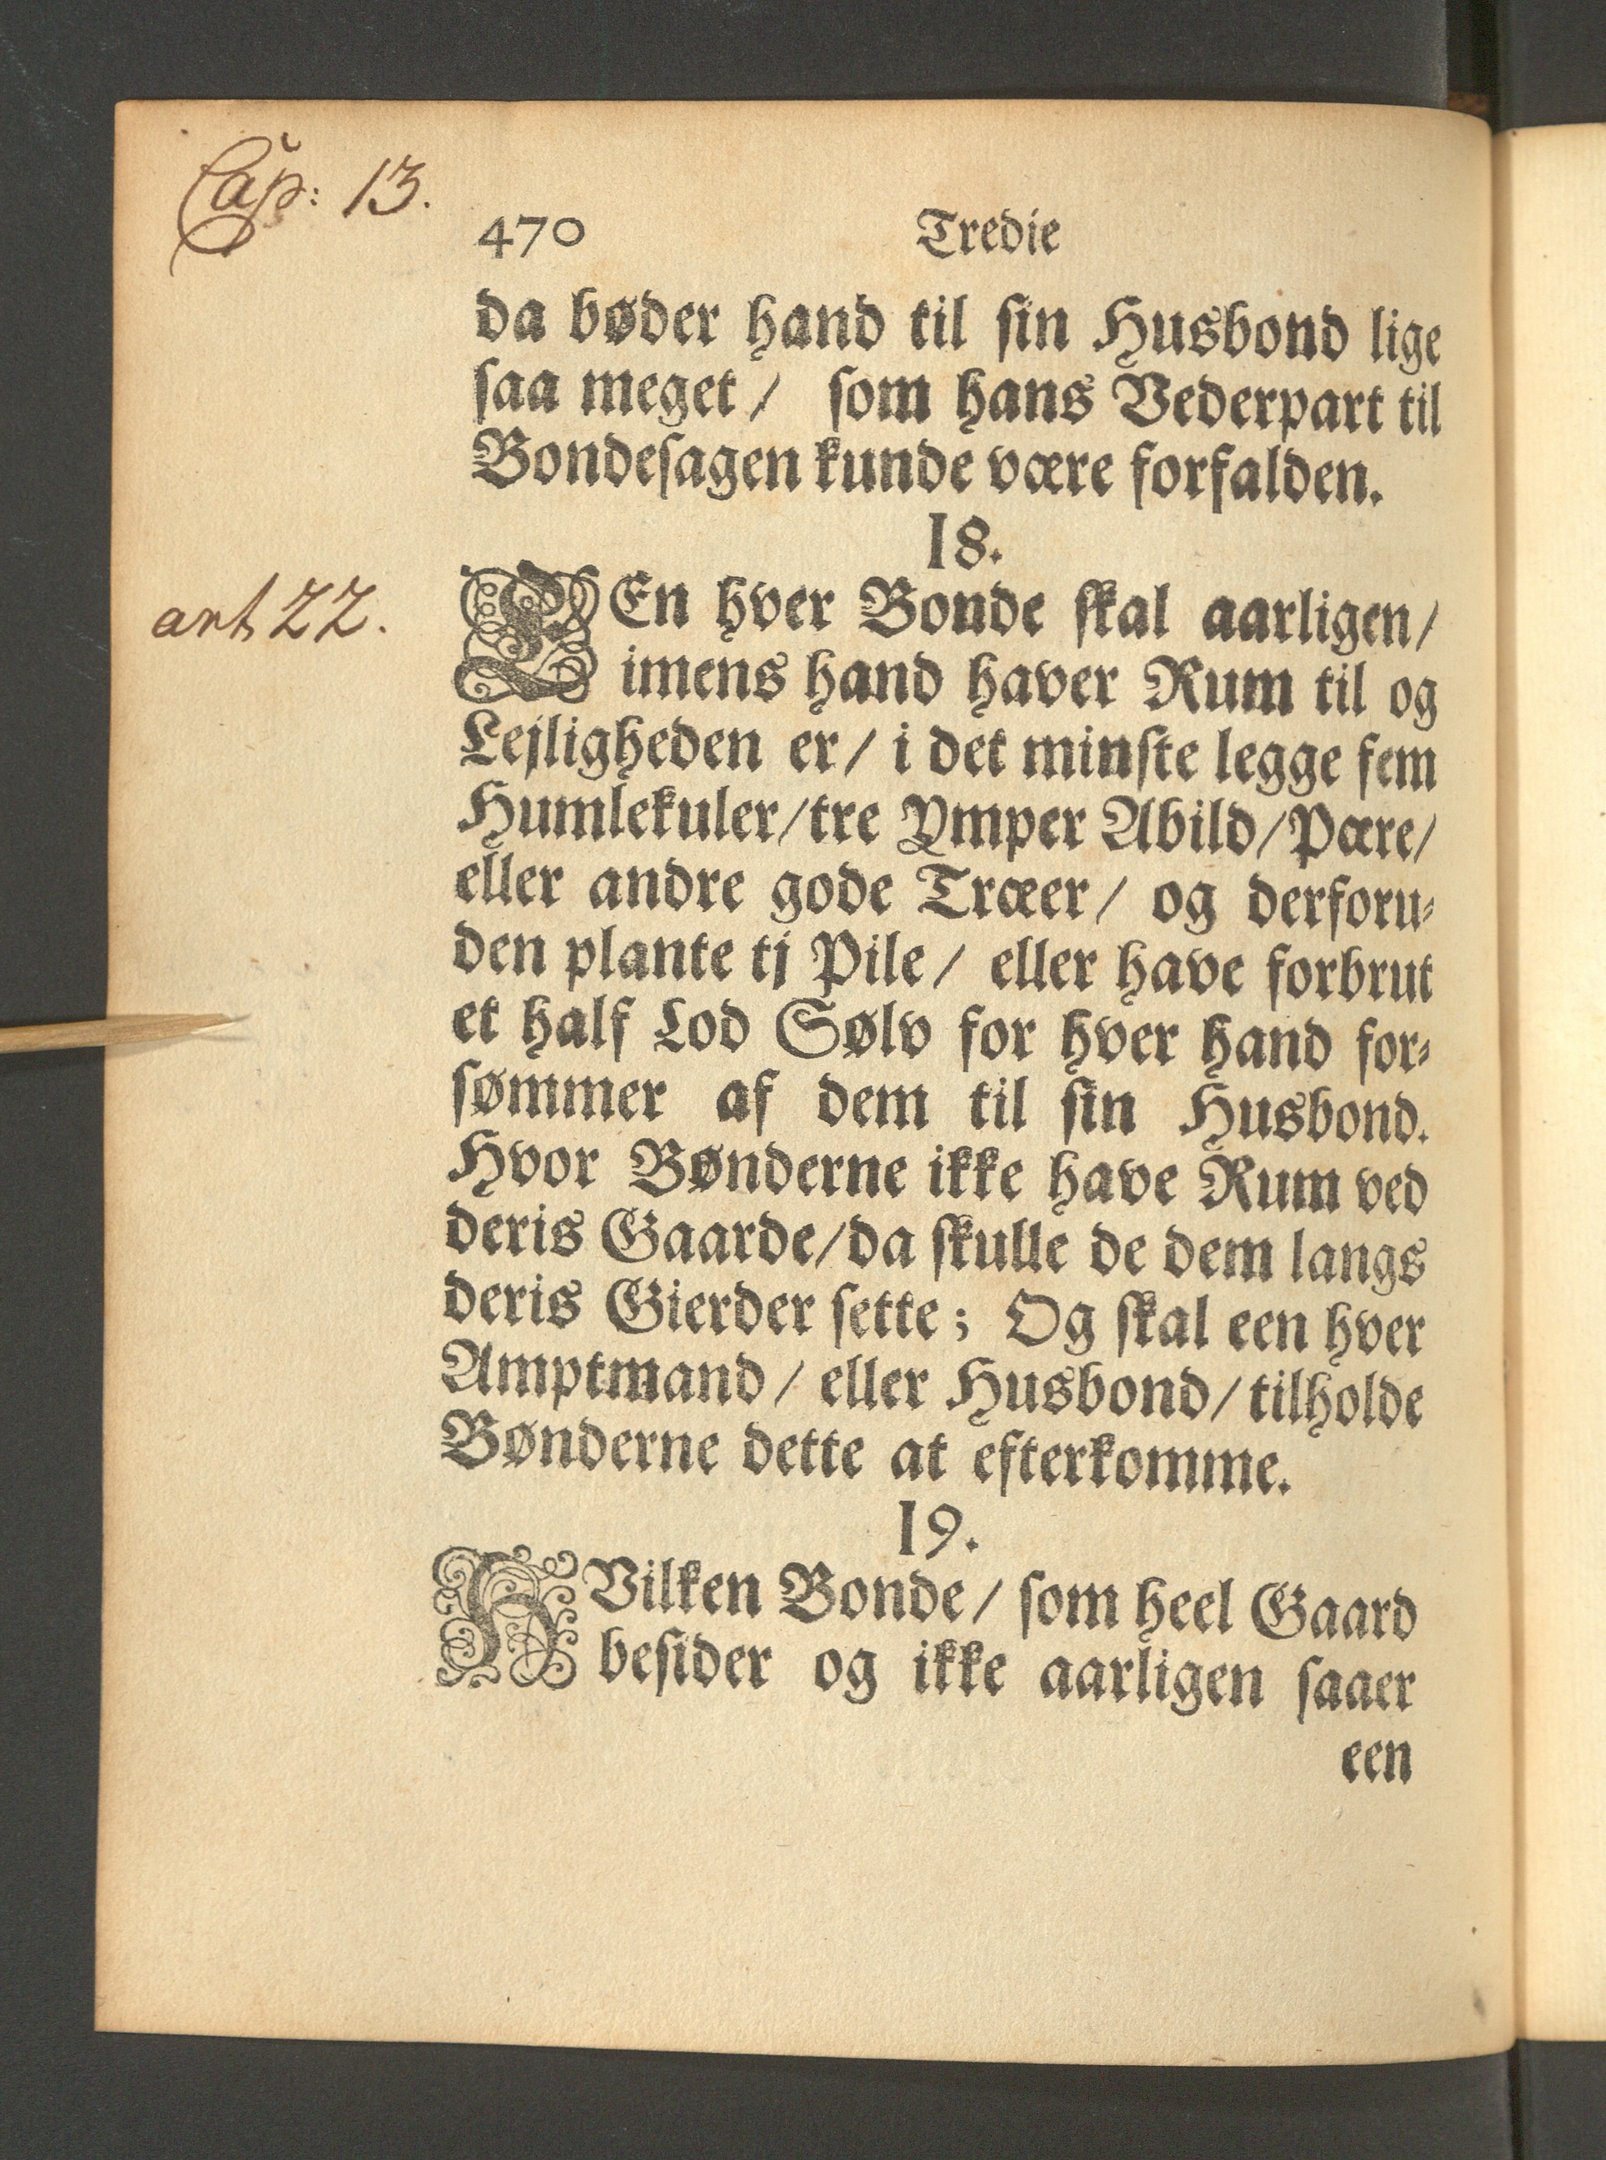 Cap: 13.
470 Tredie
da bøder hand til sin Husbond lige
saa meget / som hans Vederpart til
Bondesagen kunde være forfalden.
18.
art 22.
EEn hver Bonde skal aarligen /
imens hand haver Rum til og
Lejligheden er / i det minste legge fem
Humlekuler / tre Ymper Abild / Pære /
eller andre gode Træer / og derforu-
den plante tj Pile / eller have forbrut
et half Lod Sølv for hver hand for-
sømmer af dem til sin Husbond.
Hvor Bønderne ikke have Rum ved
deris Gaarde / da skulle de dem langs
deris Gierder sette; Og skal een hver
Amptmand / eller Husbond / tilholde
Bønderne dette at efterkomme.
19.
HVilken Bonde / som heel Gaard
besider og ikke aarligen saaer
een